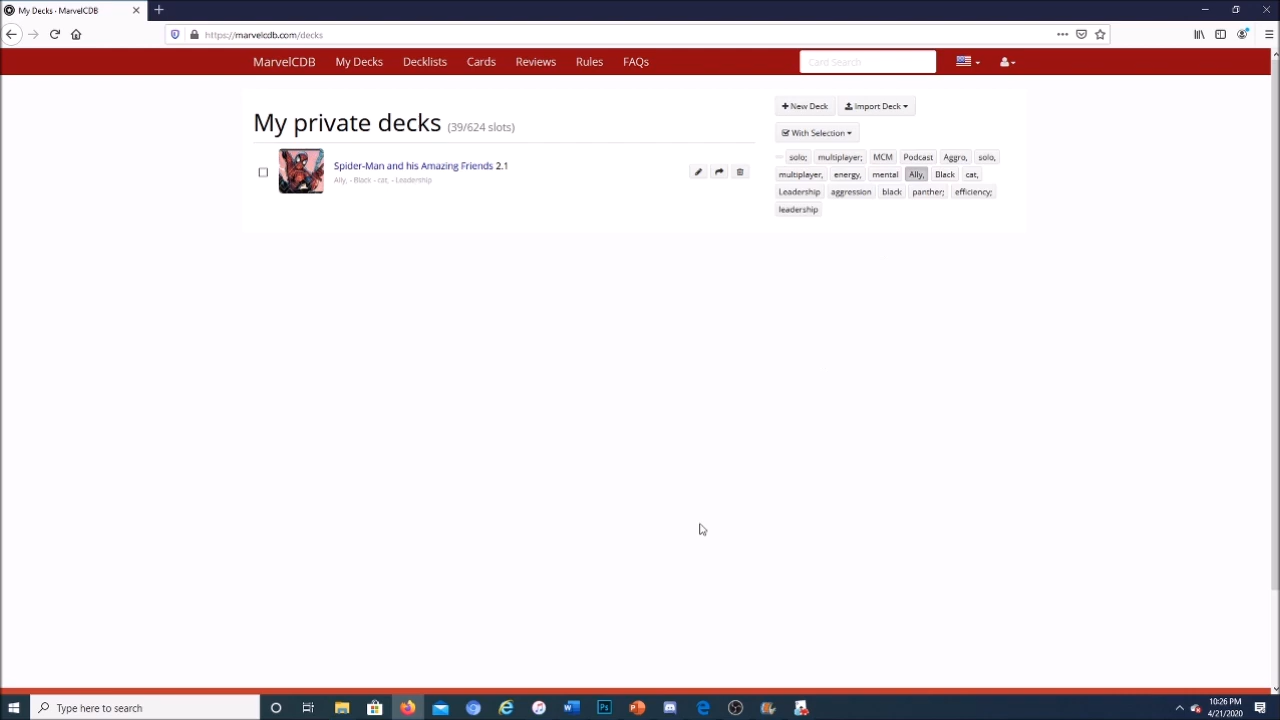 My Decks - MarvelCDB
https://marvelcdb.com/decks
MarvelCDB My Decks Decklists Cards Reviews Rules FAQs Card Search
My private decks (39/624 slots)
Spider-Man and his Amazing Friends 2.1
Ally, - Black - cat, - Leadership
New Deck Import Deck
With Selection
solo; multiplayer; MCM Podcast Aggro, solo,
multiplayer, energy, mental Ally, Black cat,
Leadership aggression black panther; efficiency;
leadership
Type here to search
10:26 PM
4/21/2020